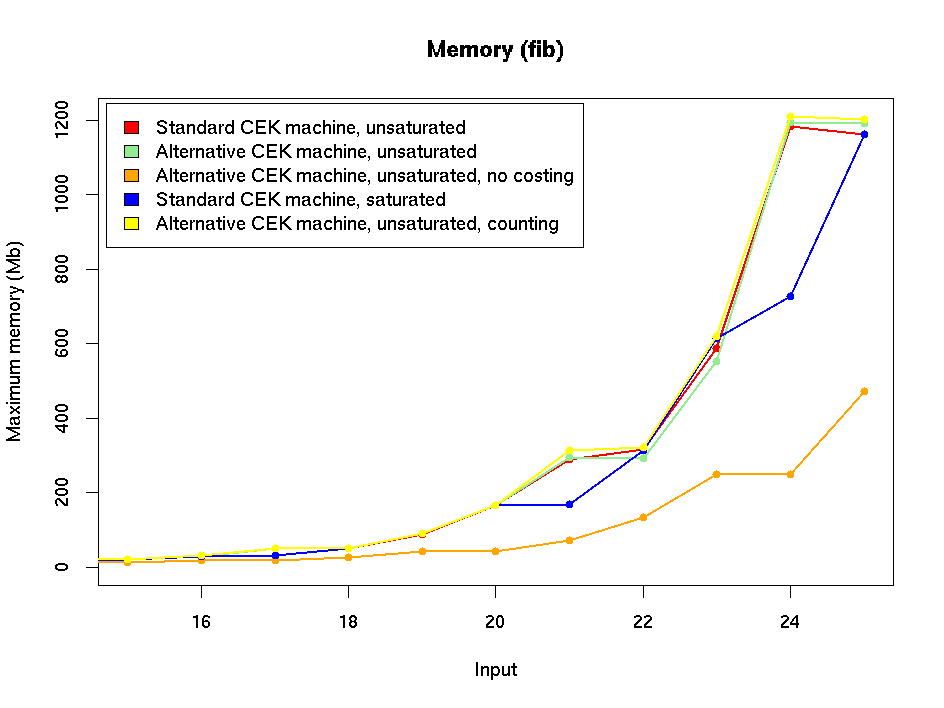 Memory (fib)
Standard CEK machine, unsaturated
Alternative CEK machine, unsaturated
Alternative CEK machine, unsaturated, no costing
Standard CEK machine, saturated
Alternative CEK machine, unsaturated, counting
Maximum memory (Mb)
1200
1000
800
600
400
200
0
16 18 20 22 24
Input